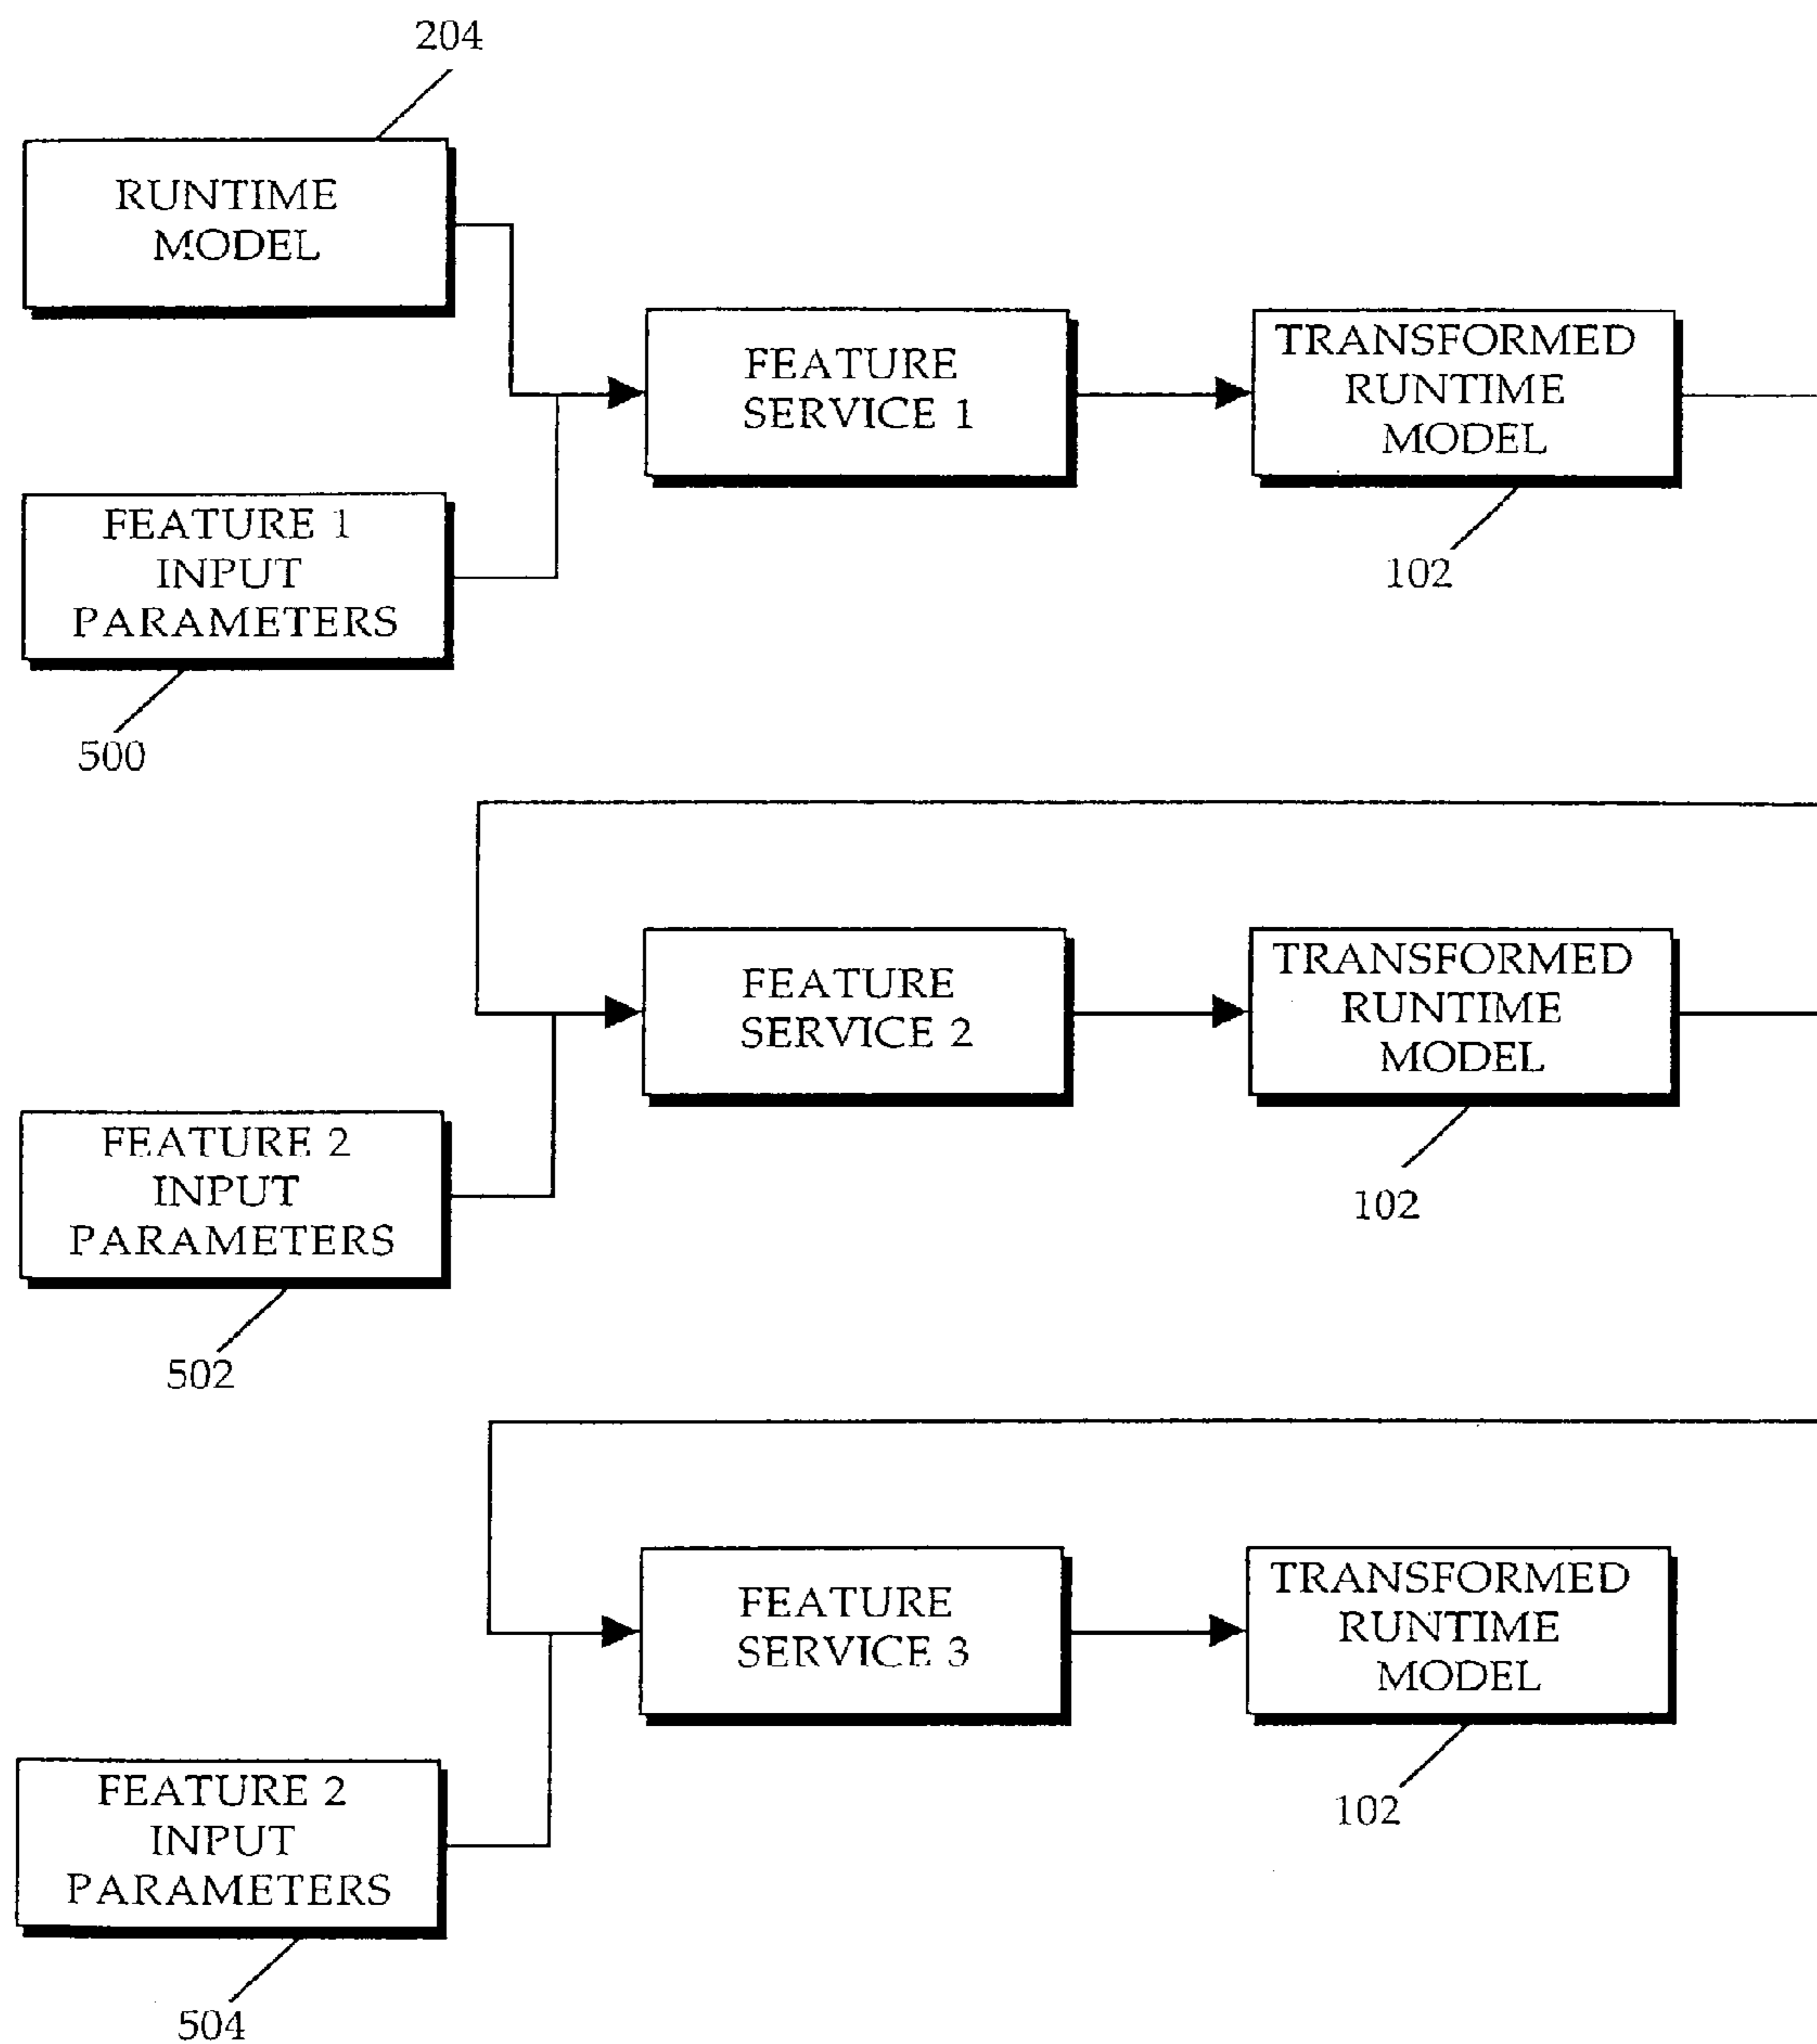 204
RUNTIME
MODEL
FEATURE
SERVICE 1
TRANSFORMED
RUNTIME
MODEL
FEATURE 1
INPUT
PARAMETERS
102
500
FEATURE
SERVICE 2
TRANSFORMED
RUNTIME
MODEL
FEATURE 2
INPUT
PARAMETERS
102
502
FEATURE
SERVICE 3
TRANSFORMED
RUNTIME
MODEL
FEATURE 2
INPUT
PARAMETERS
102
504